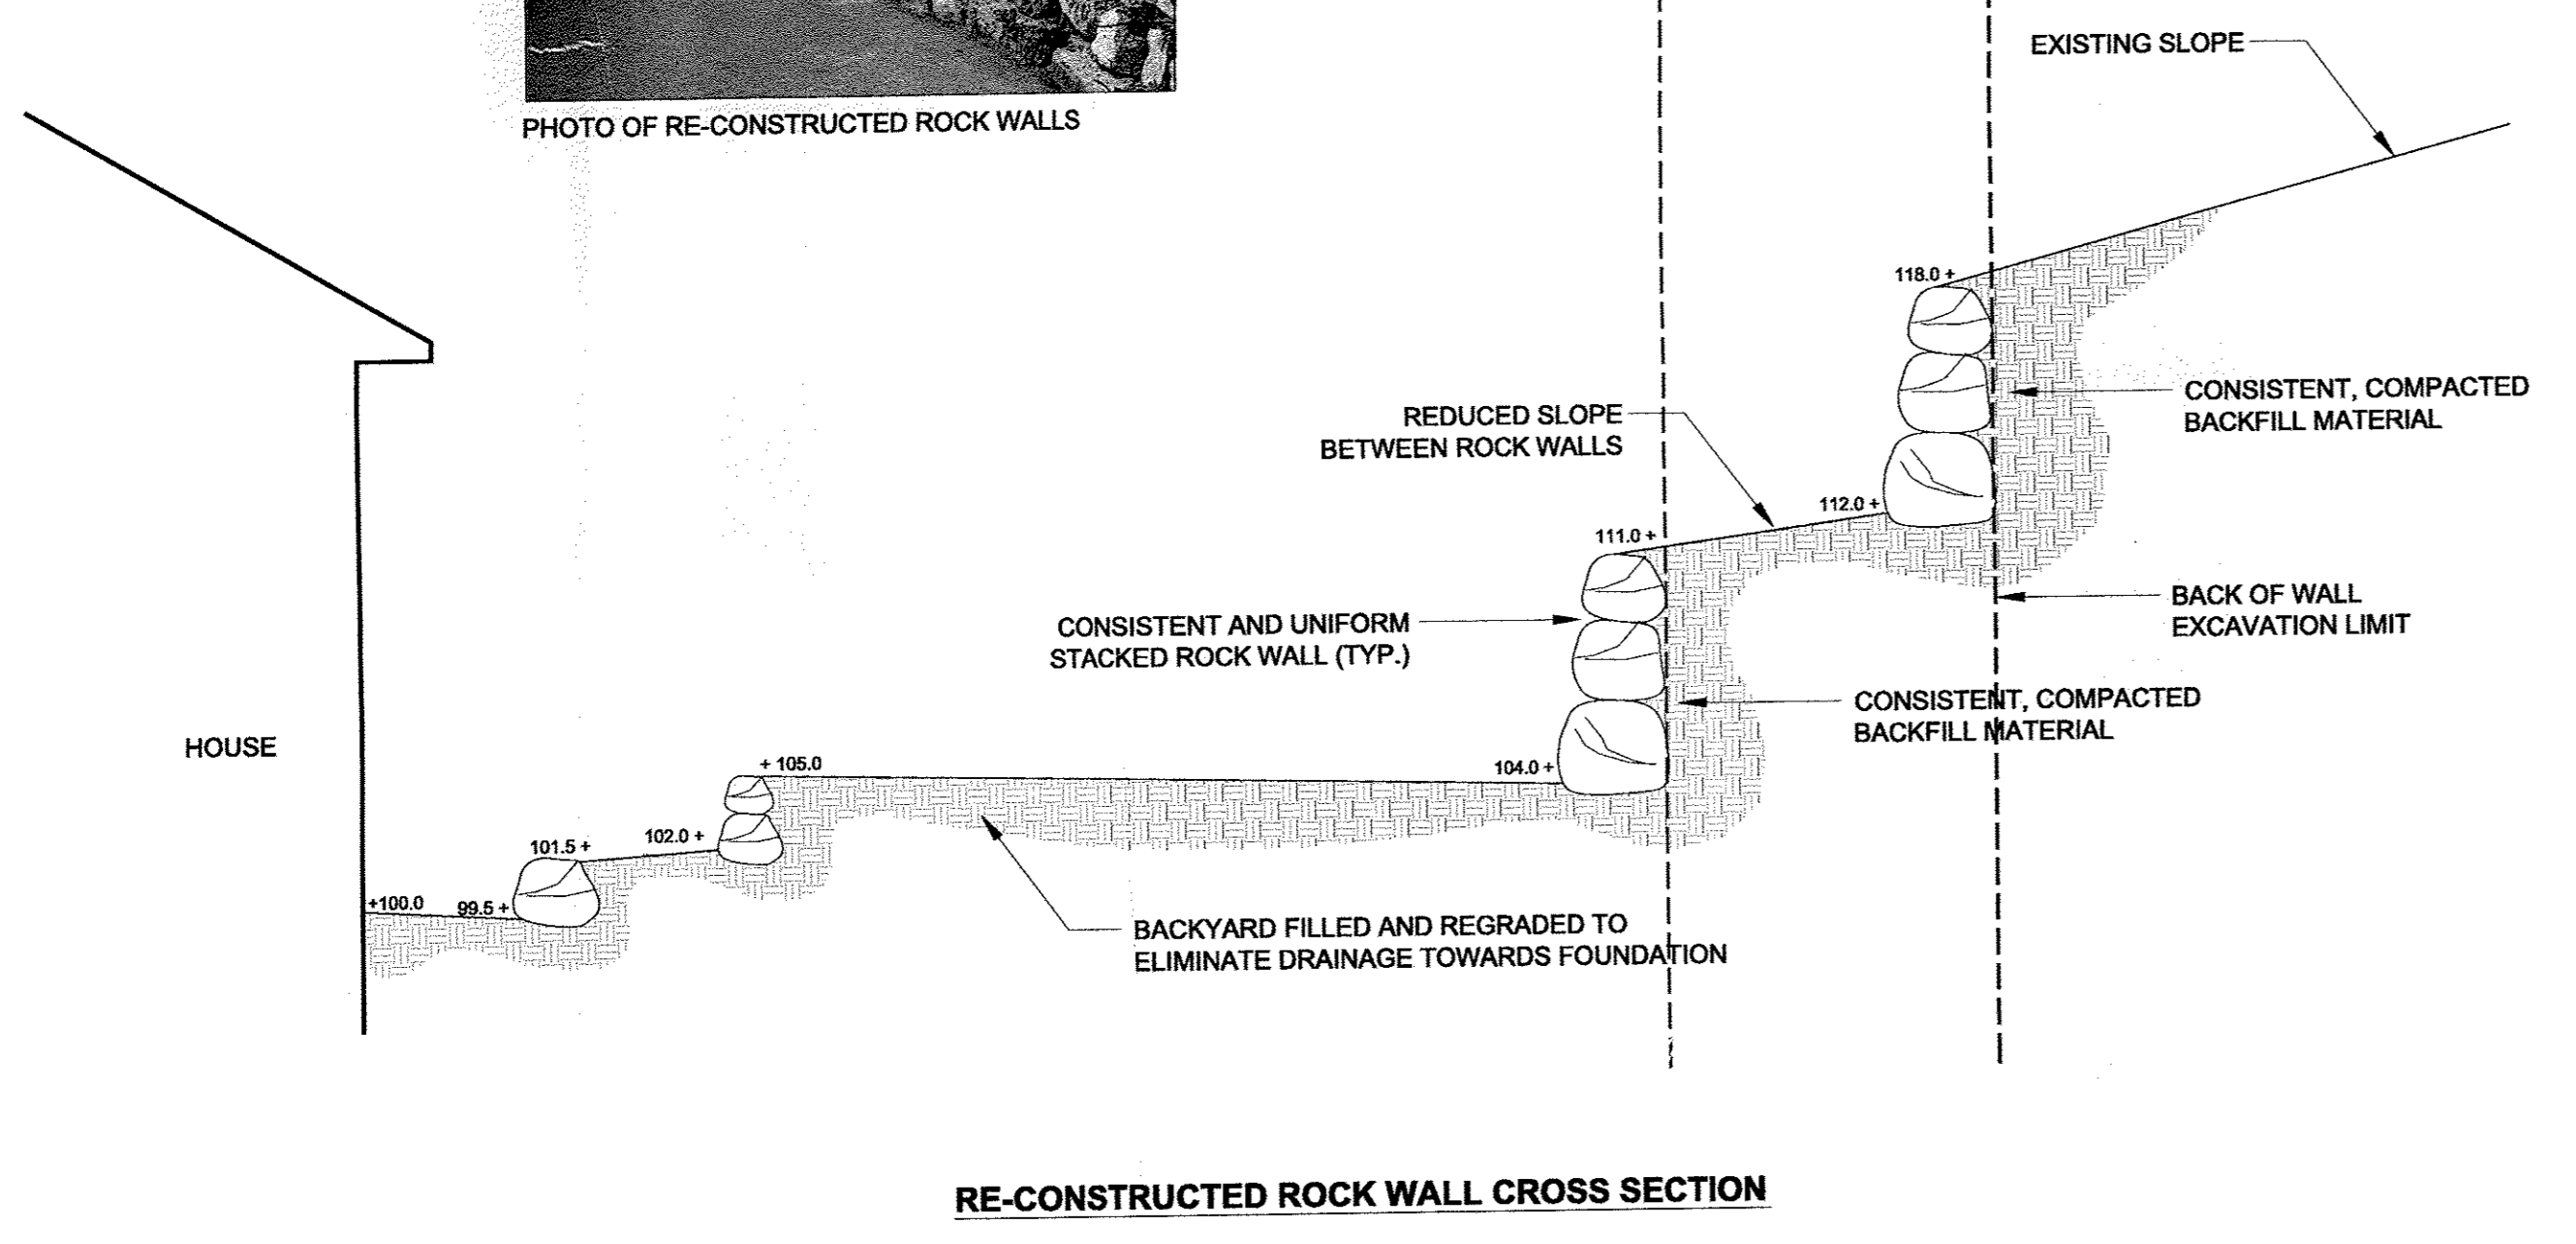 EXISTING SLOPE
PHOTO OF RE-CONSTRUCTED ROCK WALLS
118.0 +
CONSISTENT, COMPACTED
BACKFILL MATERIAL
REDUCED SLOPE
BETWEEN ROCK WALLS
112.0 +
111.0 +
BACK OF WALL
EXCAVATION LIMIT
CONSISTENT AND UNIFORM
STACKED ROCK WALL (TYP.)
CONSISTENT, COMPACTED
BACKFILL MATERIAL
HOUSE
+ 105.0
104.0 +
102.0 +
101.5 +
+100.0
99.5 +
BACKYARD FILLED AND REGRADED TO
ELIMINATE DRAINAGE TOWARDS FOUNDATION
RE-CONSTRUCTED ROCK WALL CROSS SECTION